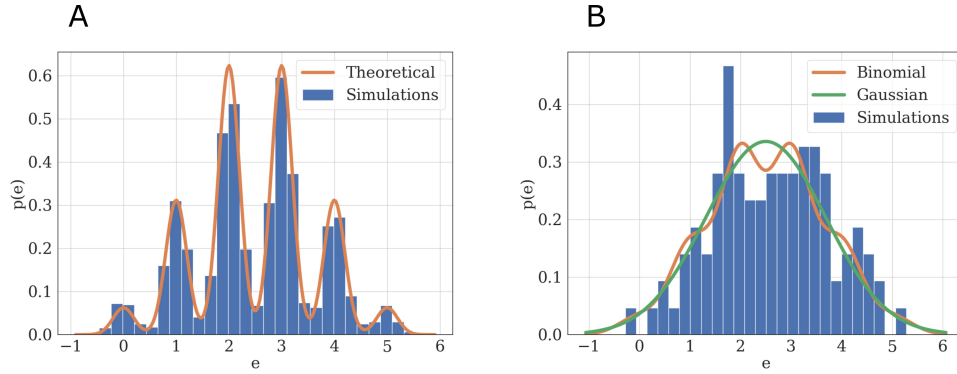 A
B
Theoretical
Simulations
p(e)
0.6
0.5
0.4
0.3
0.2
0.1
0.0
−1 0 1 2 3 4 5 6
e
Binomial
Gaussian
Simulations
p(e)
0.4
0.3
0.2
0.1
0.0
−1 0 1 2 3 4 5 6
e